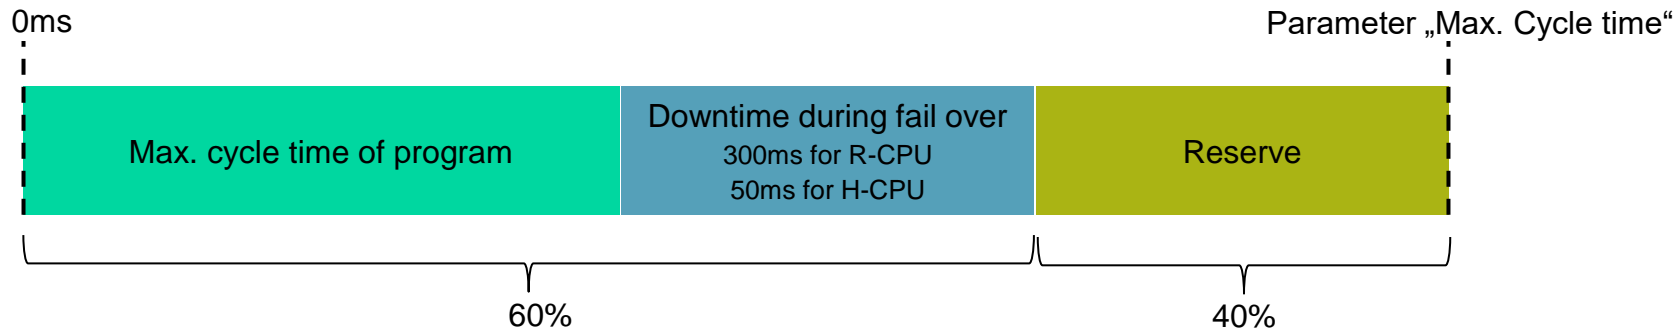 0ms
Parameter „Max. Cycle time“
Max. cycle time of program
Downtime during fail over
300ms for R-CPU
50ms for H-CPU
Reserve
60%
40%